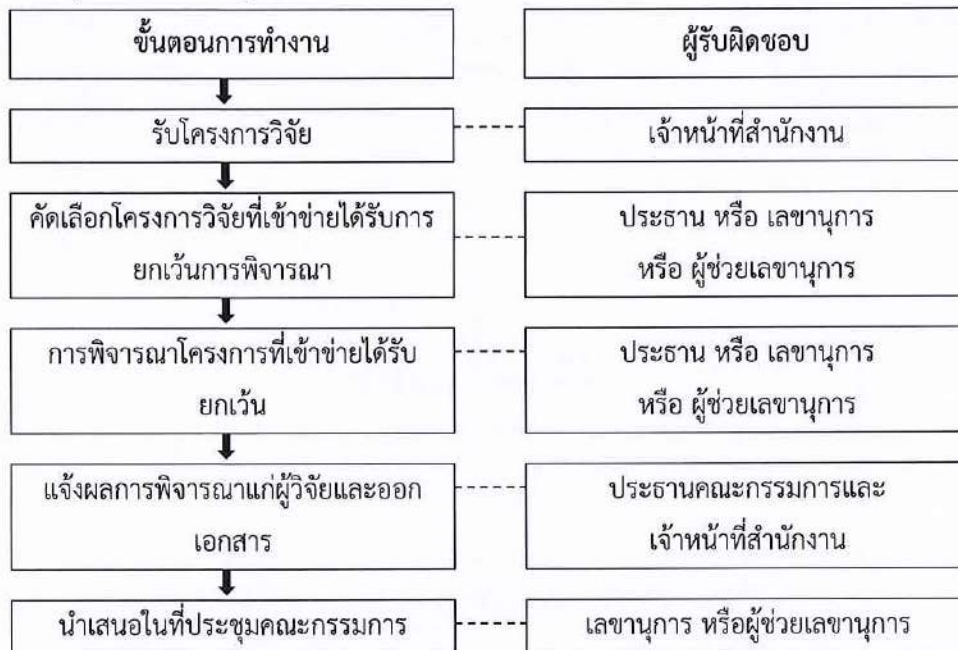 ขั้นตอนการทำงาน
ผู้รับผิดชอบ
รับโครงการวิจัย
เจ้าหน้าที่สำนักงาน
คัดเลือกโครงการวิจัยที่เข้าข่ายได้รับการ
ยกเว้นการพิจารณา
ประธาน หรือ เลขานุการ
หรือ ผู้ช่วยเลขานุการ
การพิจารณาโครงการที่เข้าข่ายได้รับ
ยกเว้น
ประธาน หรือ เลขานุการ
หรือ ผู้ช่วยเลขานุการ
แจ้งผลการพิจารณาแก่ผู้วิจัยและออก
เอกสาร
ประธานคณะกรรมการและ
เจ้าหน้าที่สำนักงาน
นำเสนอในที่ประชุมคณะกรรมการ
เลขานุการ หรือผู้ช่วยเลขานุการ